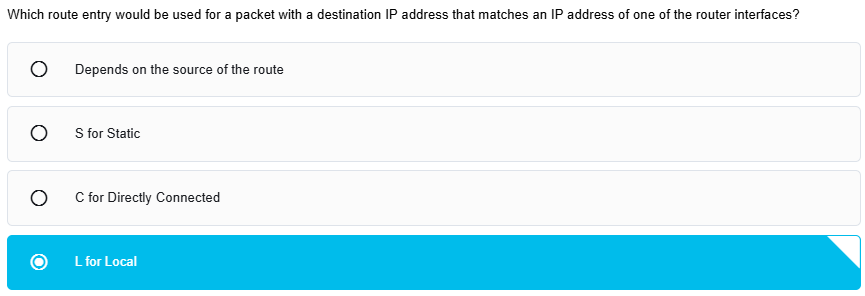 Which route entry would be used for a packet with a destination IP address that matches an IP address of one of the router interfaces?
Depends on the source of the route
S for Static
C for Directly Connected
L for Local